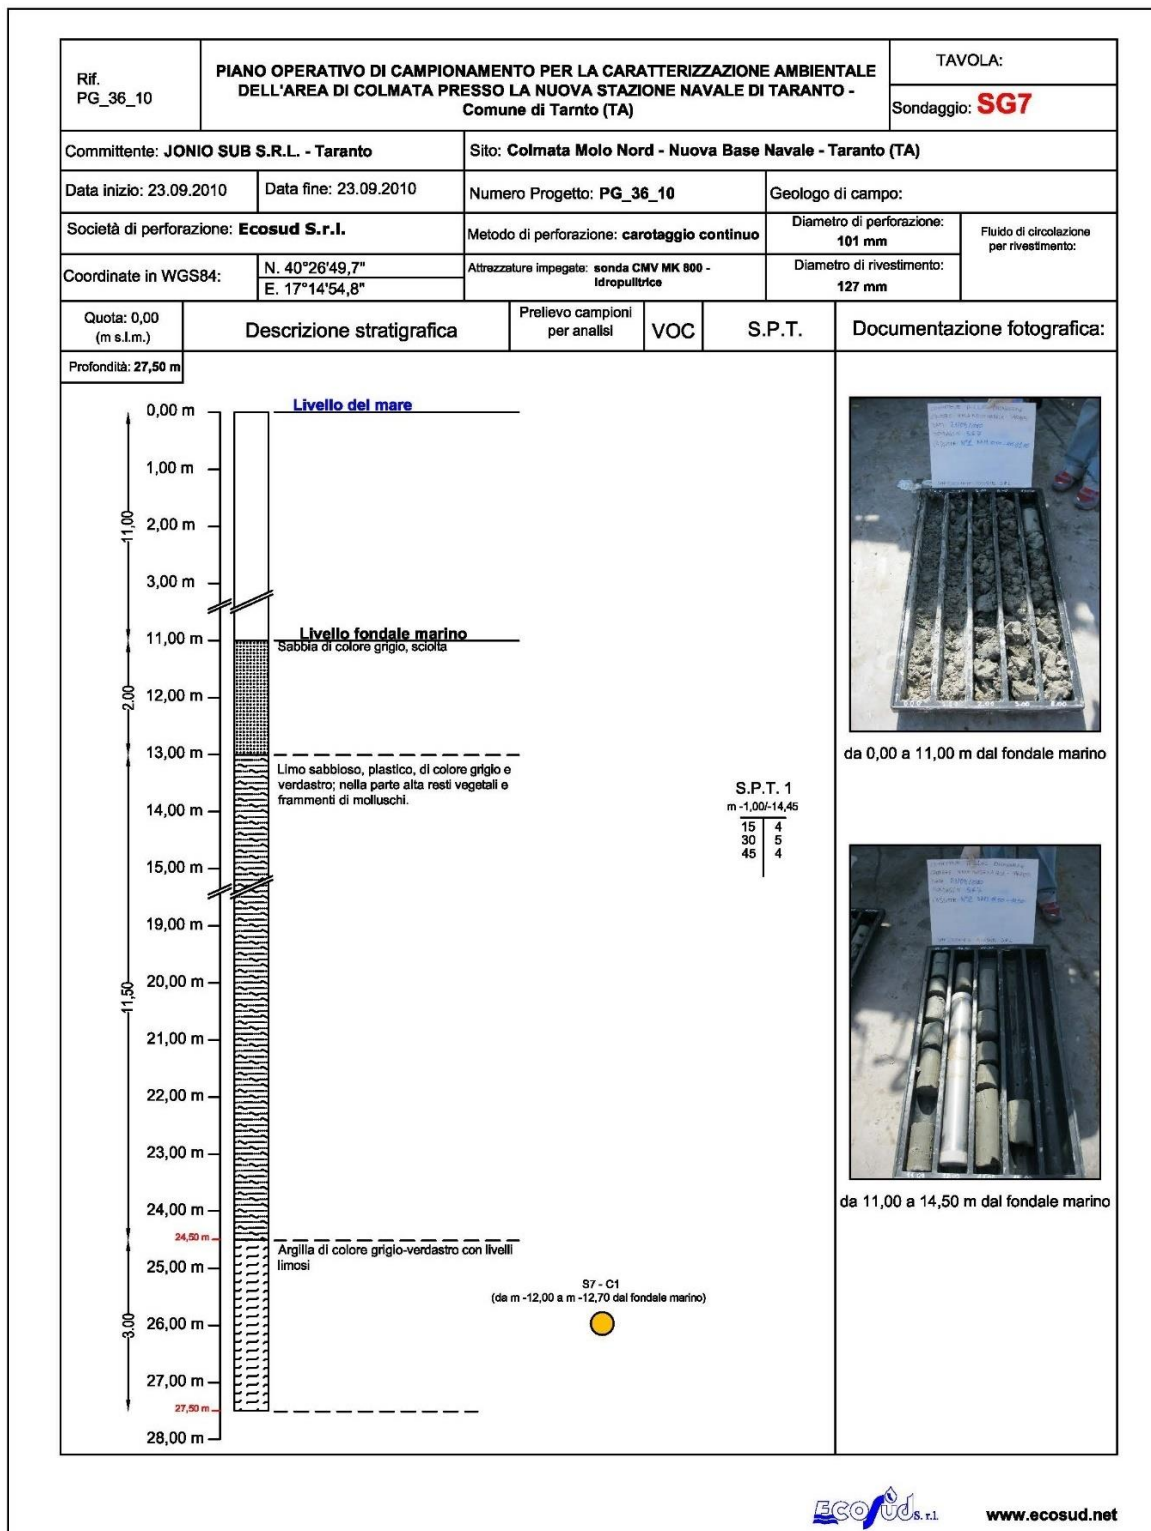 Rif.
PG_36_10
PIANO OPERATIVO DI CAMPIONAMENTO PER LA CARATTERIZZAZIONE AMBIENTALE
DELL'AREA DI COLMATA PRESSO LA NUOVA STAZIONE NAVALE DI TARANTO -
Comune di Tarnto (TA)
TAVOLA:
Sondaggio: SG7
Committente: JONIO SUB S.R.L. - Taranto
Sito: Colmata Molo Nord - Nuova Base Navale - Taranto (TA)
Data inizio: 23.09.2010
Data fine: 23.09.2010
Numero Progetto: PG_36_10
Geologo di campo:
Società di perforazione: Ecosud S.r.l.
Metodo di perforazione: carotaggio continuo
Diametro di perforazione:
101 mm
Fluido di circolazione
per rivestimento:
Coordinate in WGS84:
N. 40°26'49,7"
E. 17°14'54,8"
Attrezzature impegate: sonda CMV MK 800 -
idropulitrice
Diametro di rivestimento:
127 mm
Quota: 0,00
(m s.l.m.)
Descrizione stratigrafica
Prelievo campioni
per analisi
VOC
S.P.T.
Documentazione fotografica:
Profondità: 27,50 m
0,00 m
Livello del mare
1,00 m
2,00 m
11,00
3,00 m
11,00 m
Livello fondale marino
Sabbia di colore grigio, sciolta
12,00 m
2.00
13,00 m
Limo sabbioso, plastico, di colore grigio e
verdastro; nella parte alta resti vegetali e
frammenti di molluschi.
14,00 m
S.P.T. 1
m -1,00/-14,45
15 4
30 5
45 4
15,00 m
19,00 m
20,00 m
11,50
21,00 m
22,00 m
23,00 m
24,00 m
24,50 m
Argilla di colore grigio-verdastro con livelli
limosi
25,00 m
S7 - C1
(da m -12,00 a m -12,70 dal fondale marino)
26,00 m
3.00
27,00 m
27,50 m
28,00 m
da 0,00 a 11,00 m dal fondale marino
da 11,00 a 14,50 m dal fondale marino
ECOSUD S. r.l.
www.ecosud.net